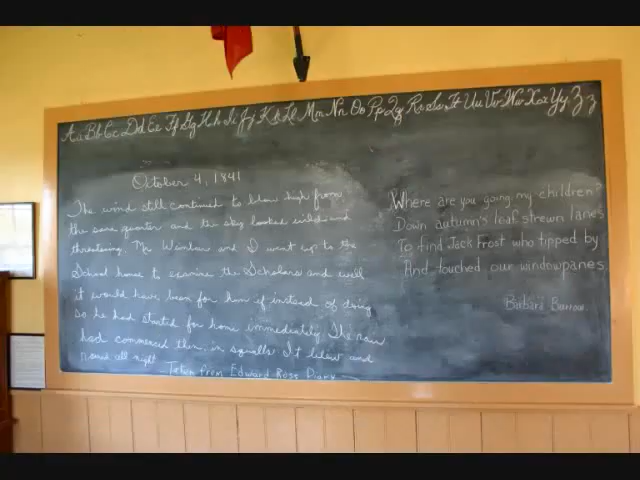 Aa Bb Cc Dd Ee Ff Gg Hh Ii Jj Kk Ll Mm Nn Oo Pp Qq Rr Ss Tt Uu Vv Ww Xx Yy Zz
October 4, 1841
The wind still continued to blow high from
the same quarter and the sky looked wild and
threatening. Mr and I went up to the
School house to examine the Scholars and well
it would have been for him if instead of doing
so he had started for home immediately The rain
had commenced then in squalls. It blew and
rained all night
Taken from Edward Ross Diary
Where are you going my children?
Down autumn's leaf strewn lanes
To find Jack Frost who tipped by
And touched our windowpanes.
Barrow